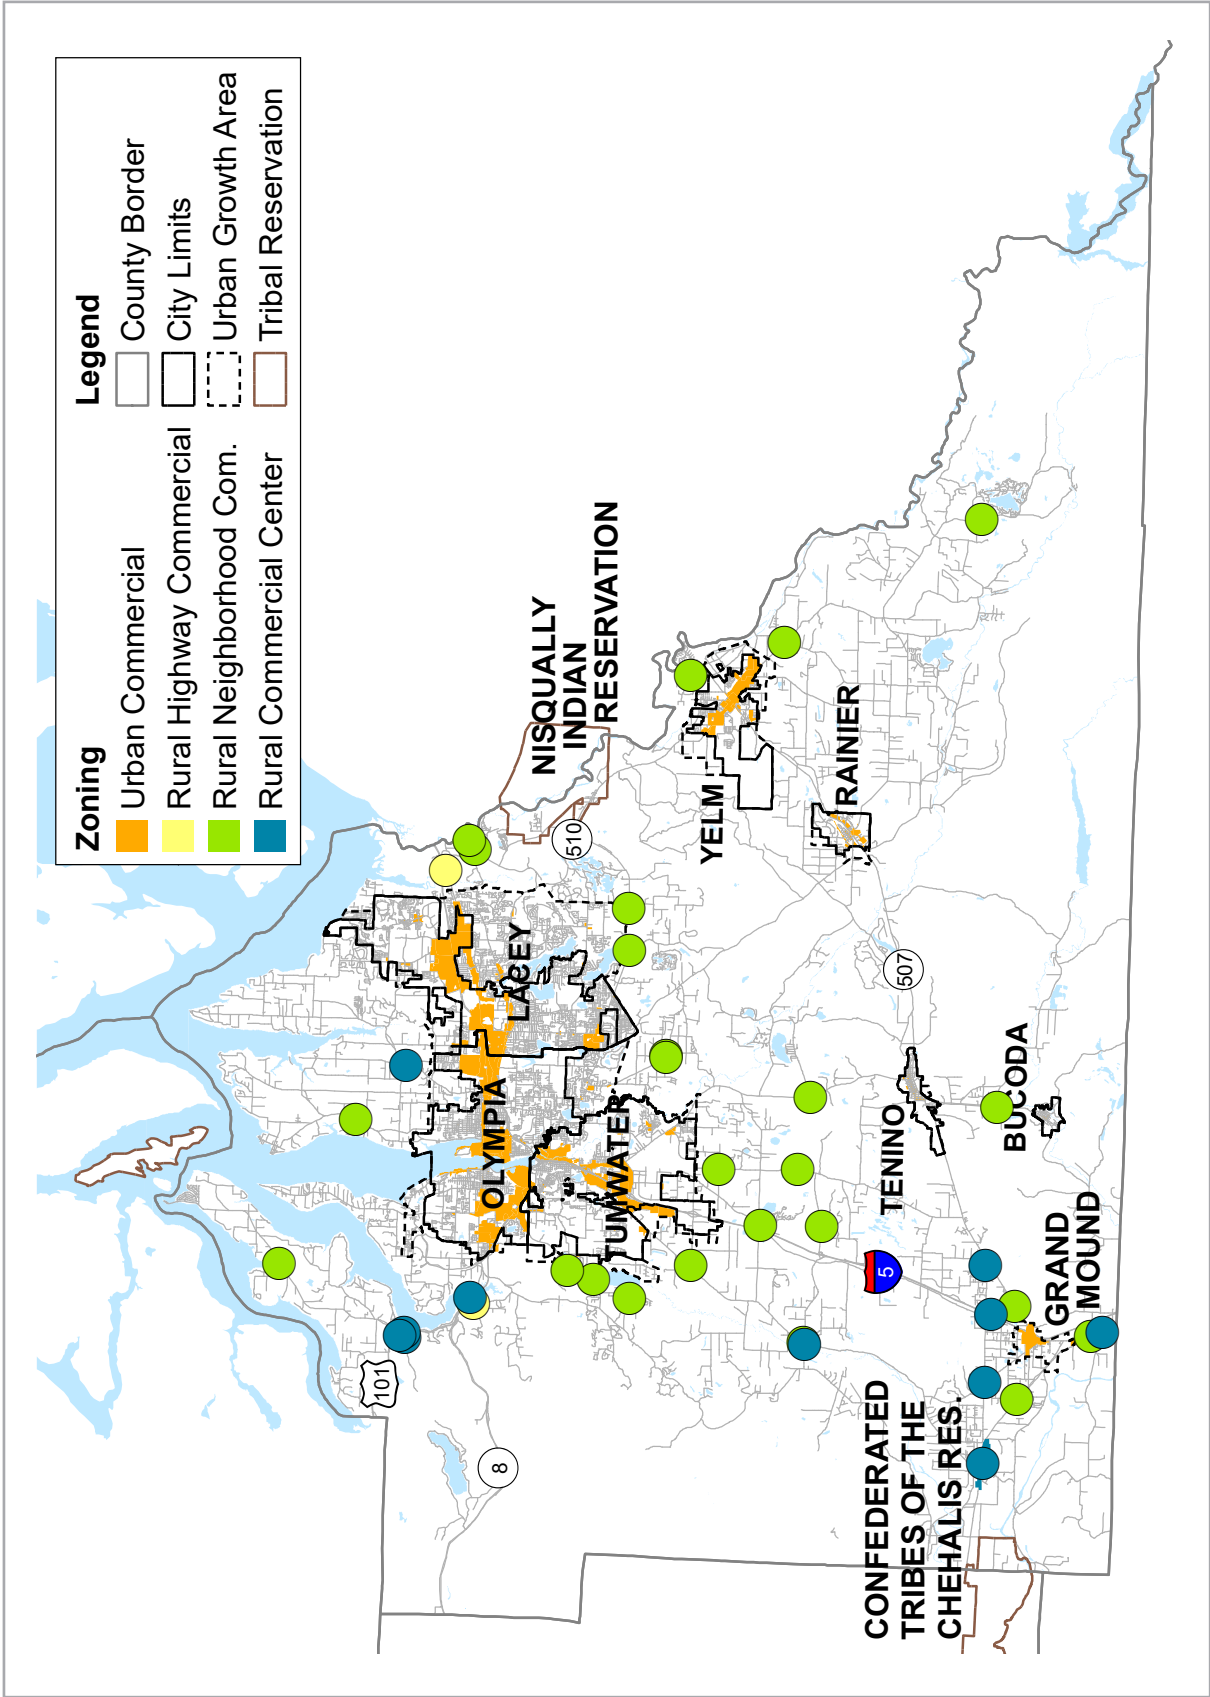 Zoning
Urban Commercial
Rural Highway Commercial
Rural Neighborhood Com.
Rural Commercial Center
Legend
County Border
City Limits
Urban Growth Area
Tribal Reservation
NISQUALLY
INDIAN
RESERVATION
510
101
8
LACEY
OLYMPIA
TUMWATER
YELM
RAINIER
507
TENINO
BUCODA
5
GRAND
MOUND
CONFEDERATED
TRIBES OF THE
CHEHALIS RES.